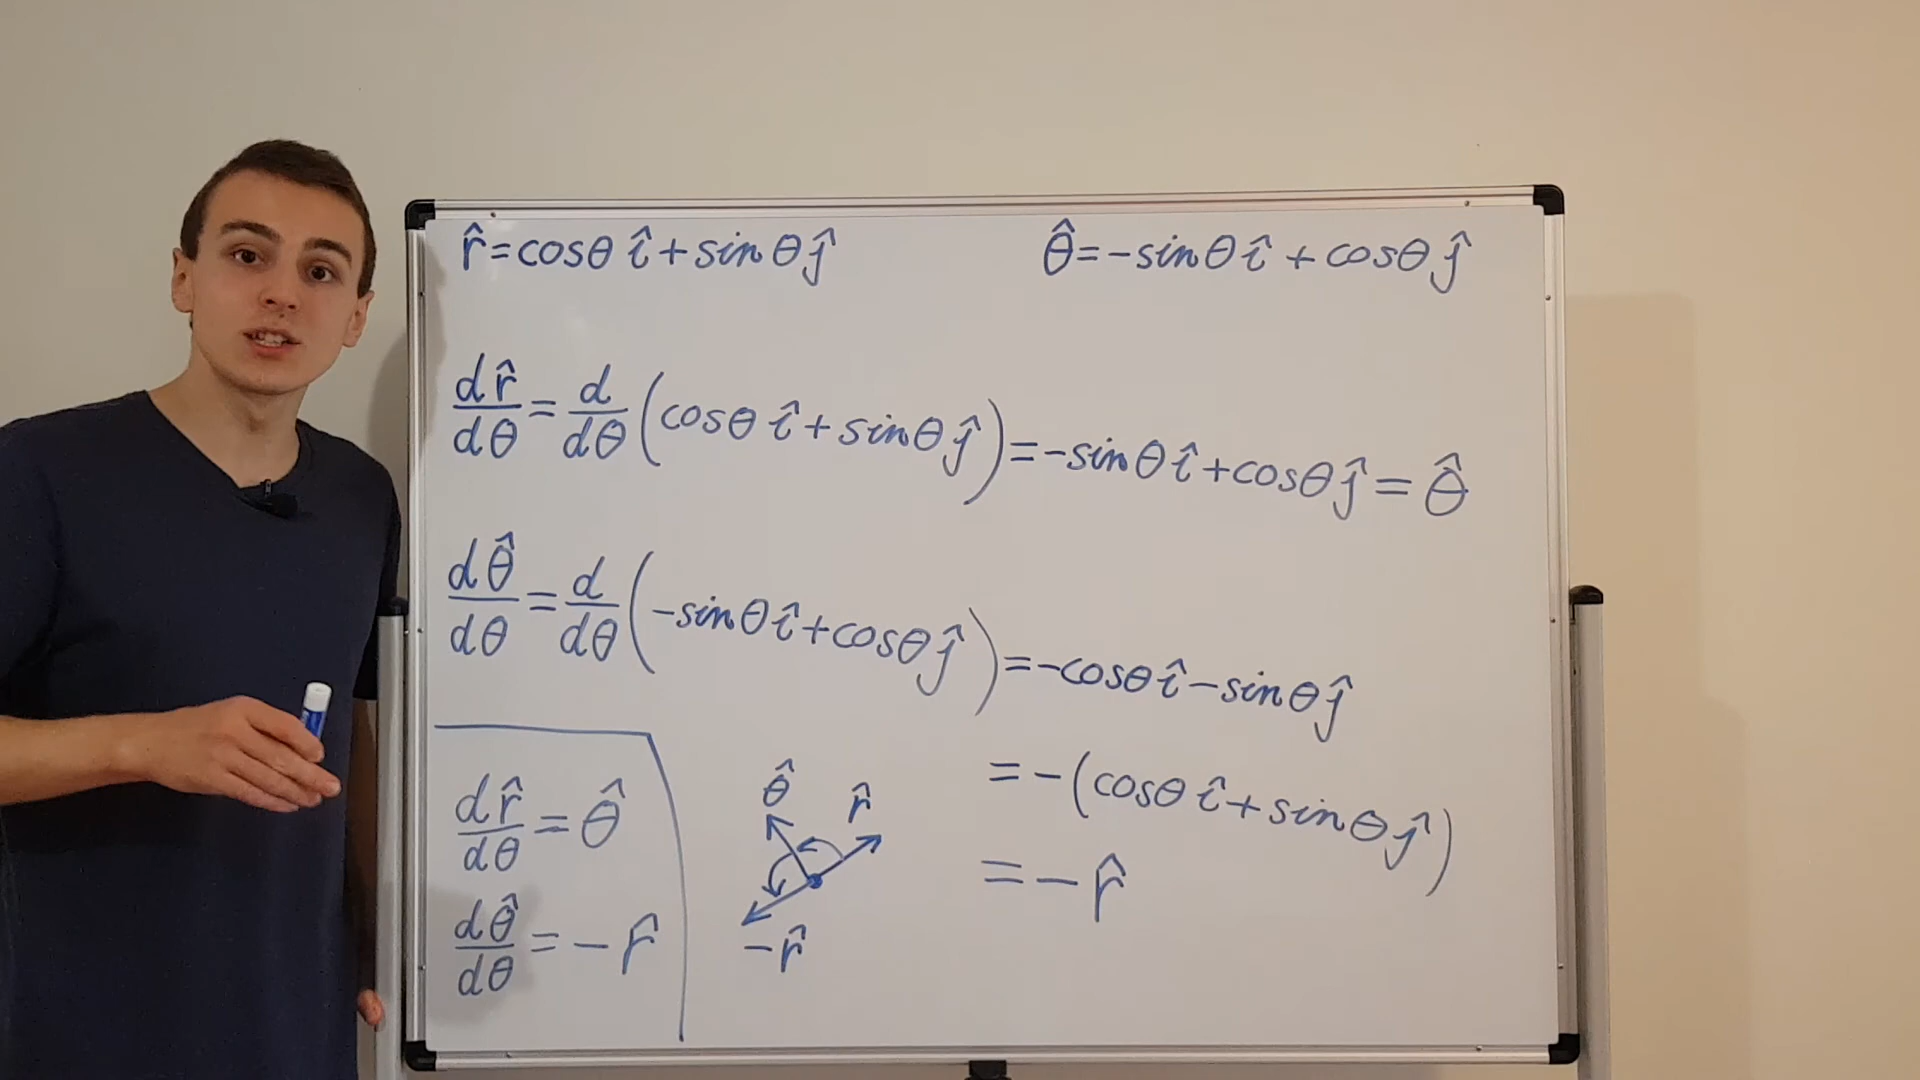 r̂ = cosθ î + sinθ ĵ
θ̂ = -sinθ î + cosθ ĵ
dr̂/dθ = d/dθ (cosθ î + sinθ ĵ) = -sinθ î + cosθ ĵ = θ̂
dθ̂/dθ = d/dθ (-sinθ î + cosθ ĵ) = -cosθ î - sinθ ĵ
= -(cosθ î + sinθ ĵ)
= -r̂
dr̂/dθ = θ̂
dθ̂/dθ = -r̂
θ̂
r̂
-r̂